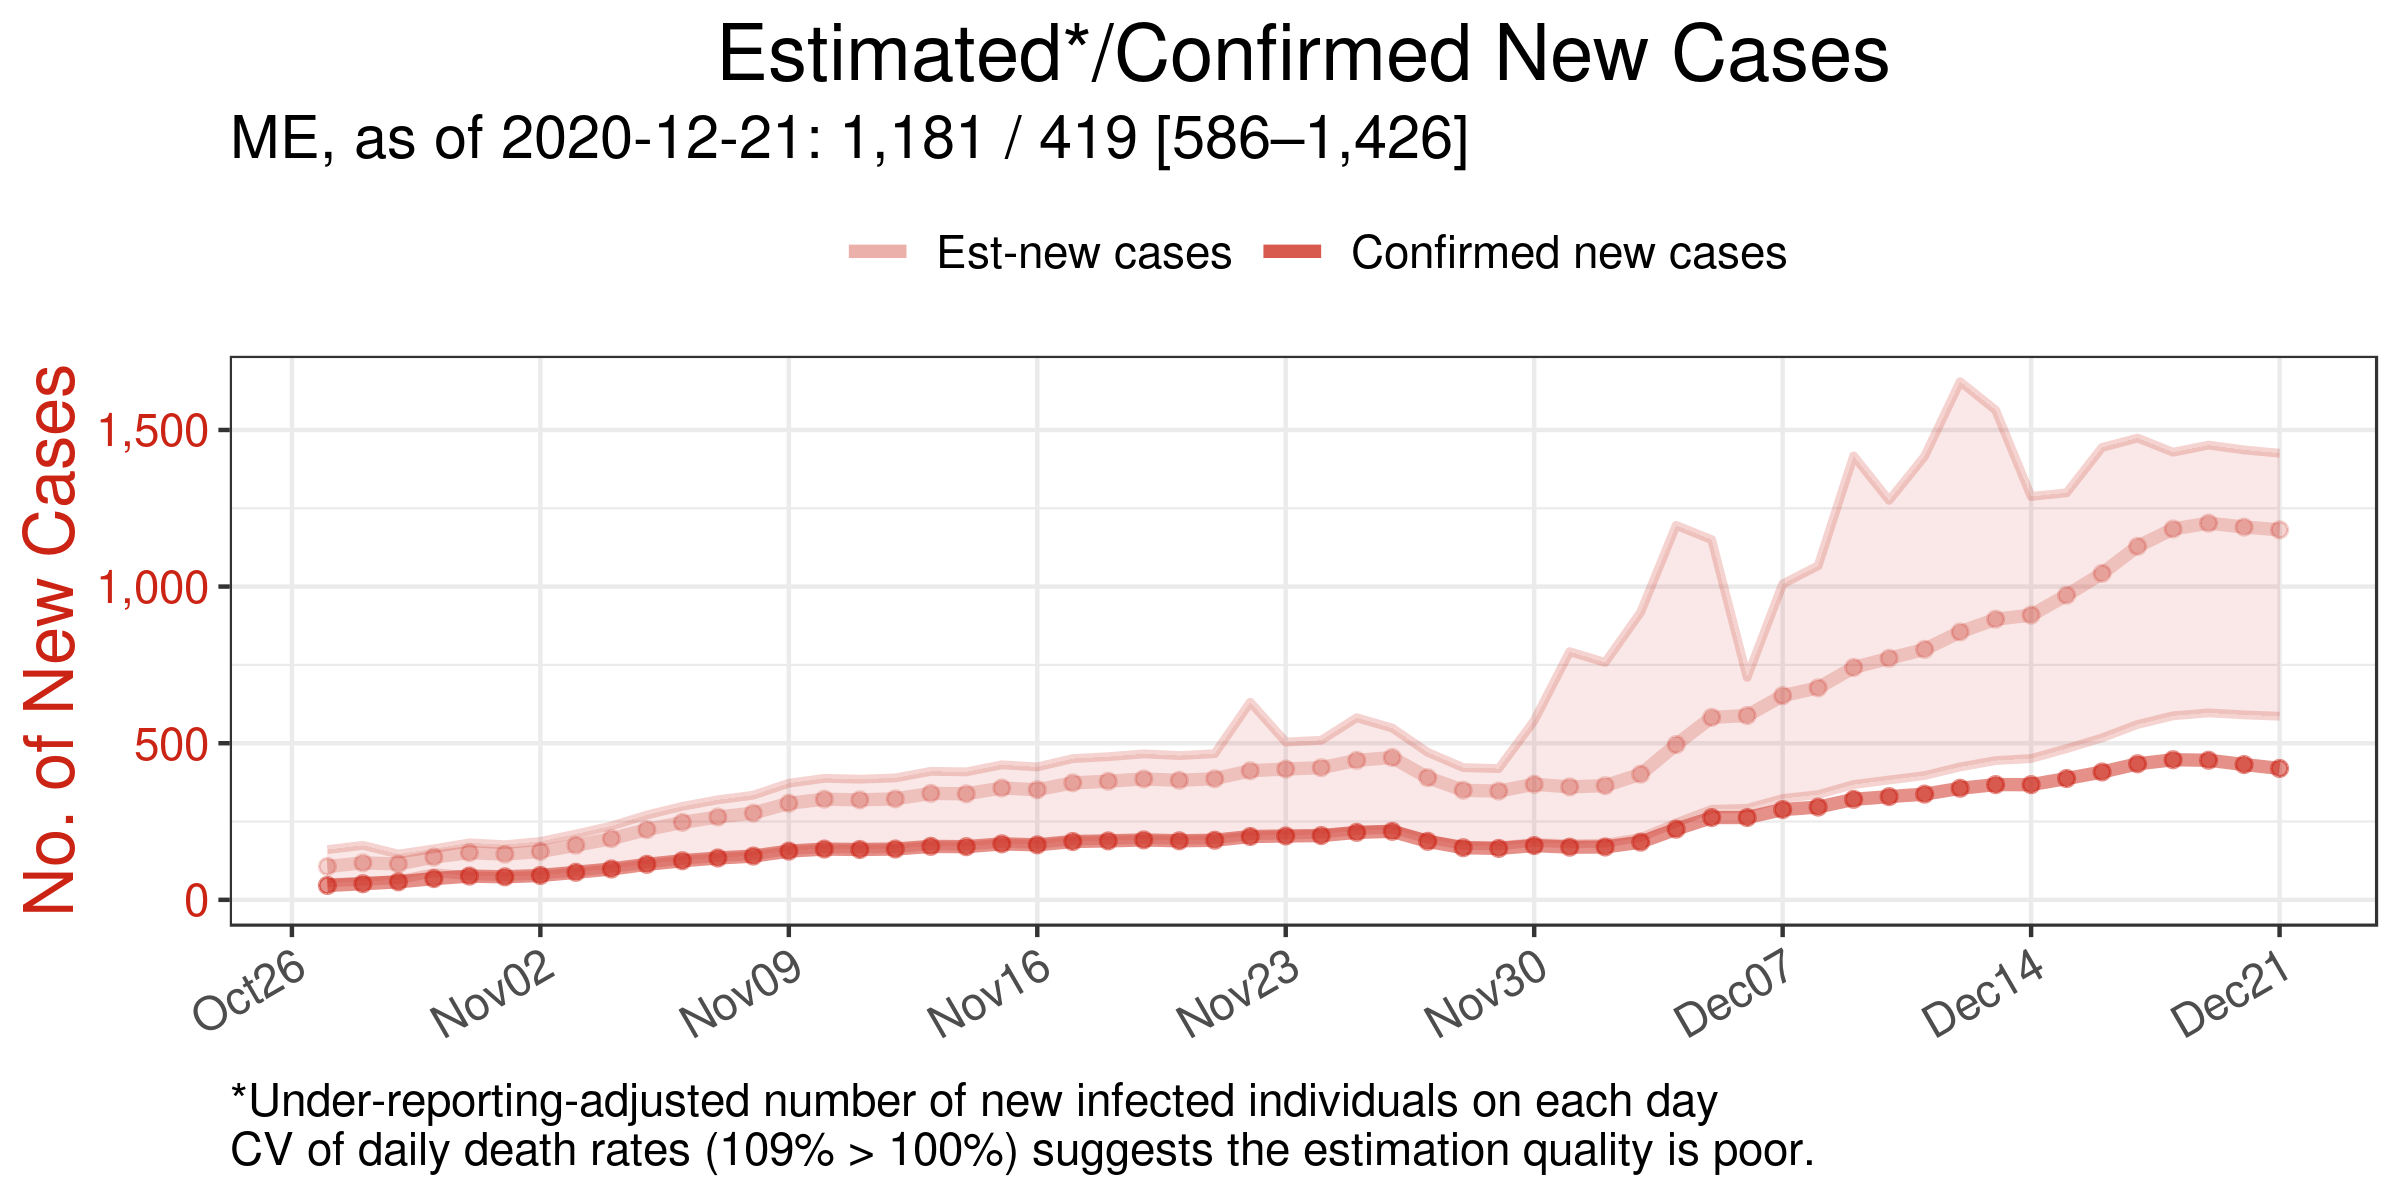 Estimated*/Confirmed New Cases
ME, as of 2020-12-21: 1,181 / 419 [586–1,426]
Est-new cases
Confirmed new cases
No. of New Cases
1,500
1,000
500
0
Oct26
Nov02
Nov09
Nov16
Nov23
Nov30
Dec07
Dec14
Dec21
*Under-reporting-adjusted number of new infected individuals on each day
CV of daily death rates (109% > 100%) suggests the estimation quality is poor.